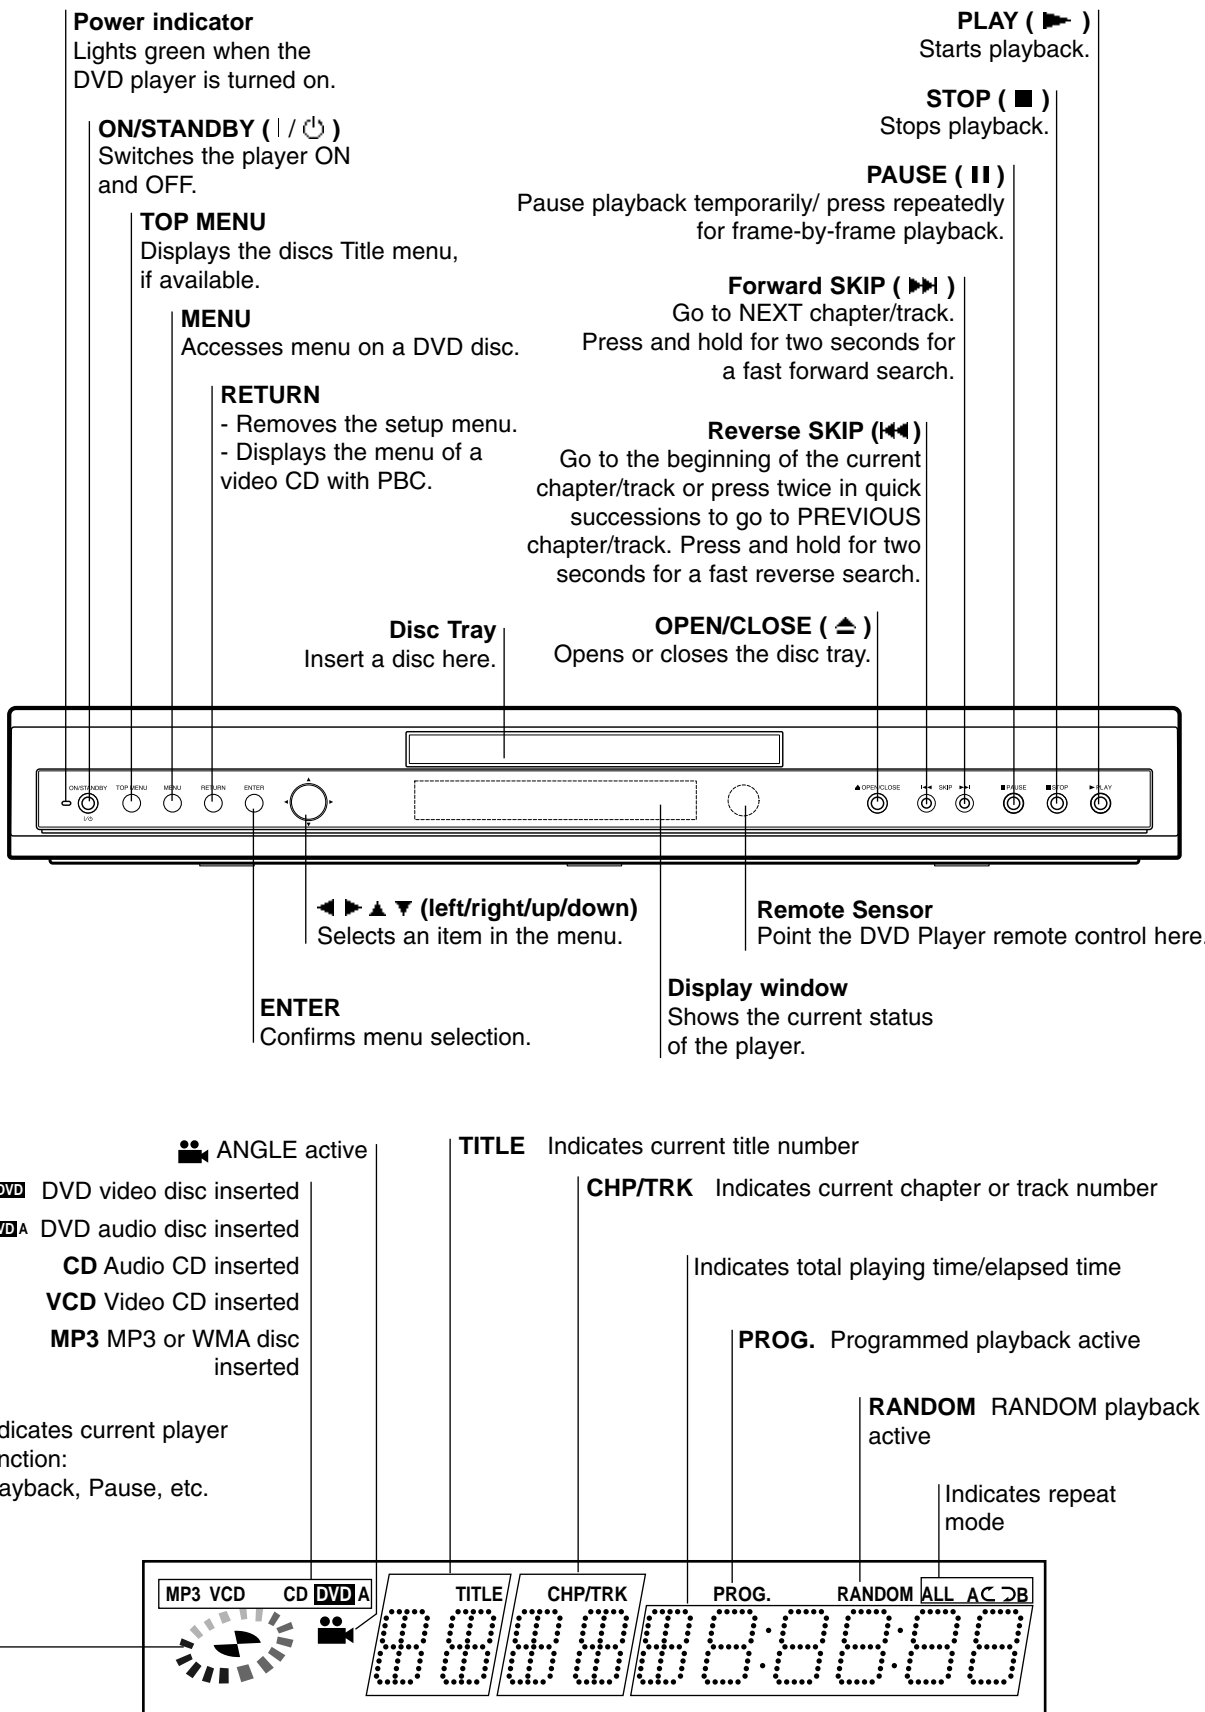 Power indicator
Lights green when the
DVD player is turned on.
ON/STANDBY ( | / ⏻ )
Switches the player ON
and OFF.
TOP MENU
Displays the discs Title menu,
if available.
MENU
Accesses menu on a DVD disc.
RETURN
- Removes the setup menu.
- Displays the menu of a
video CD with PBC.
Disc Tray
Insert a disc here.
PLAY ( ► )
Starts playback.
STOP ( ■ )
Stops playback.
PAUSE ( II )
Pause playback temporarily/ press repeatedly
for frame-by-frame playback.
Forward SKIP ( ►►I )
Go to NEXT chapter/track.
Press and hold for two seconds for
a fast forward search.
Reverse SKIP (I◄◄)
Go to the beginning of the current
chapter/track or press twice in quick
successions to go to PREVIOUS
chapter/track. Press and hold for two
seconds for a fast reverse search.
OPEN/CLOSE ( ⏏ )
Opens or closes the disc tray.
ON/STANDBY TOP MENU MENU RETURN ENTER
I/⏻
⏏ OPEN/CLOSE I◄◄ SKIP ►►I II PAUSE ■ STOP ► PLAY
◄ ► ▲ ▼ (left/right/up/down)
Selects an item in the menu.
ENTER
Confirms menu selection.
Remote Sensor
Point the DVD Player remote control here.
Display window
Shows the current status
of the player.
ANGLE active
DVD DVD video disc inserted
VD A DVD audio disc inserted
CD Audio CD inserted
VCD Video CD inserted
MP3 MP3 or WMA disc
inserted
dicates current player
nction:
ayback, Pause, etc.
TITLE Indicates current title number
CHP/TRK Indicates current chapter or track number
Indicates total playing time/elapsed time
PROG. Programmed playback active
RANDOM RANDOM playback
active
Indicates repeat
mode
MP3 VCD CD DVD A TITLE CHP/TRK PROG. RANDOM ALL A B